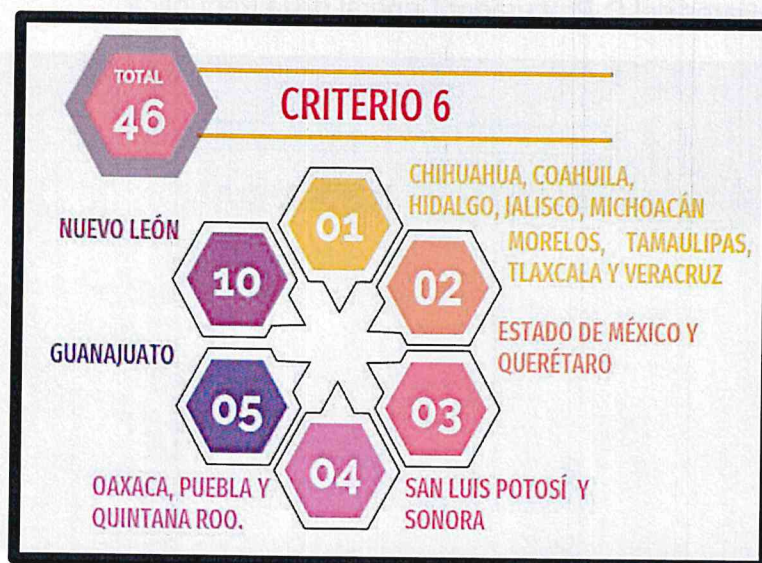 TOTAL
46
CRITERIO 6
01
CHIHUAHUA, COAHUILA,
HIDALGO, JALISCO, MICHOACÁN
MORELOS, TAMAULIPAS,
TLAXCALA Y VERACRUZ
NUEVO LEÓN
10
02
ESTADO DE MÉXICO Y
QUERÉTARO
GUANAJUATO
05
03
04
OAXACA, PUEBLA Y
QUINTANA ROO.
SAN LUIS POTOSÍ Y
SONORA